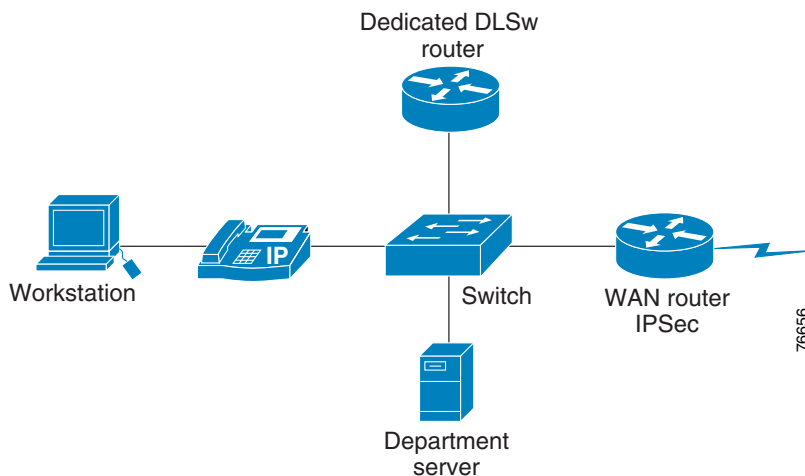 Dedicated DLSw
router
IP
Workstation
Switch
WAN router
IPSec
76656
Department
server